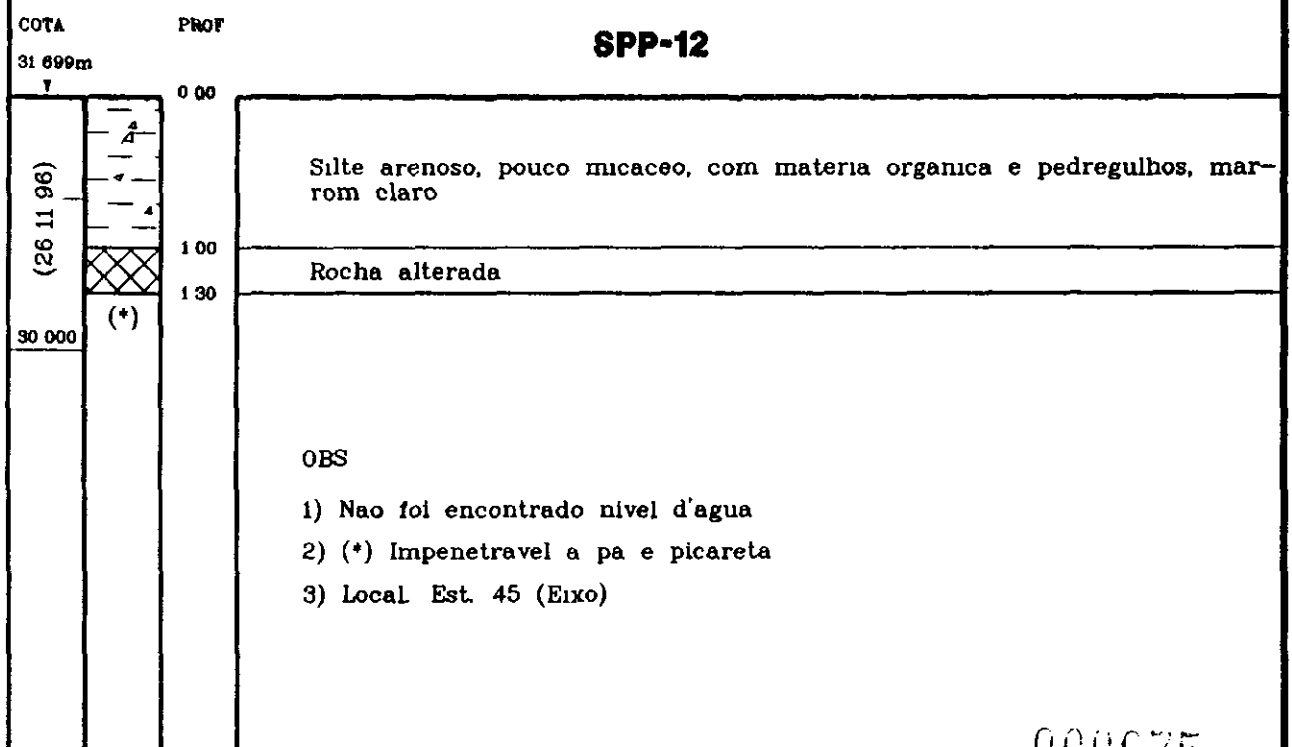 COTA PROF
SPP-12
31 699m
0 00
Silte arenoso, pouco micaceo, com materia organica e pedregulhos, mar-
rom claro
(26 11 96)
1 00
Rocha alterada
1 30
(*)
30 000
OBS
1) Nao foi encontrado nivel d'agua
2) (*) Impenetravel a pa e picareta
3) Local Est. 45 (Eixo)